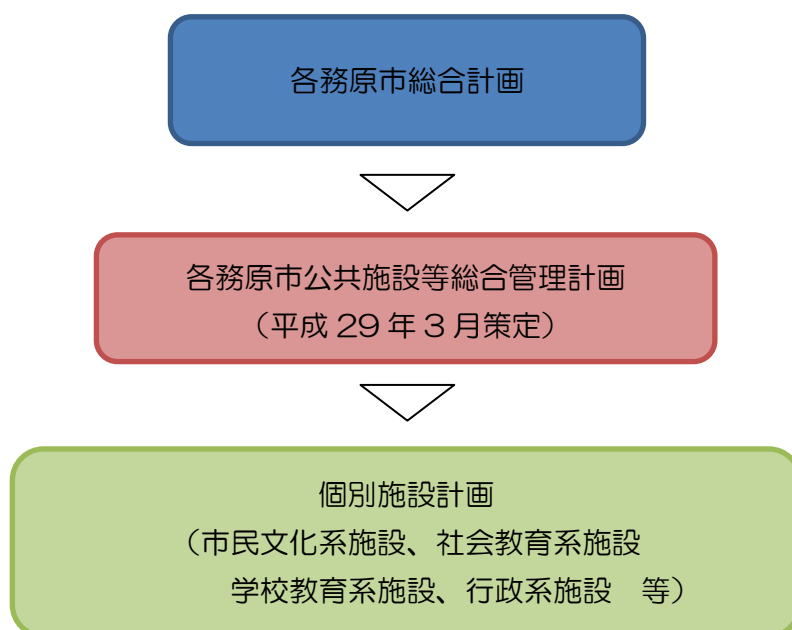 各務原市総合計画
各務原市公共施設等総合管理計画
（平成 29 年 3 月策定）
個別施設計画
（市民文化系施設、社会教育系施設
学校教育系施設、行政系施設　等）